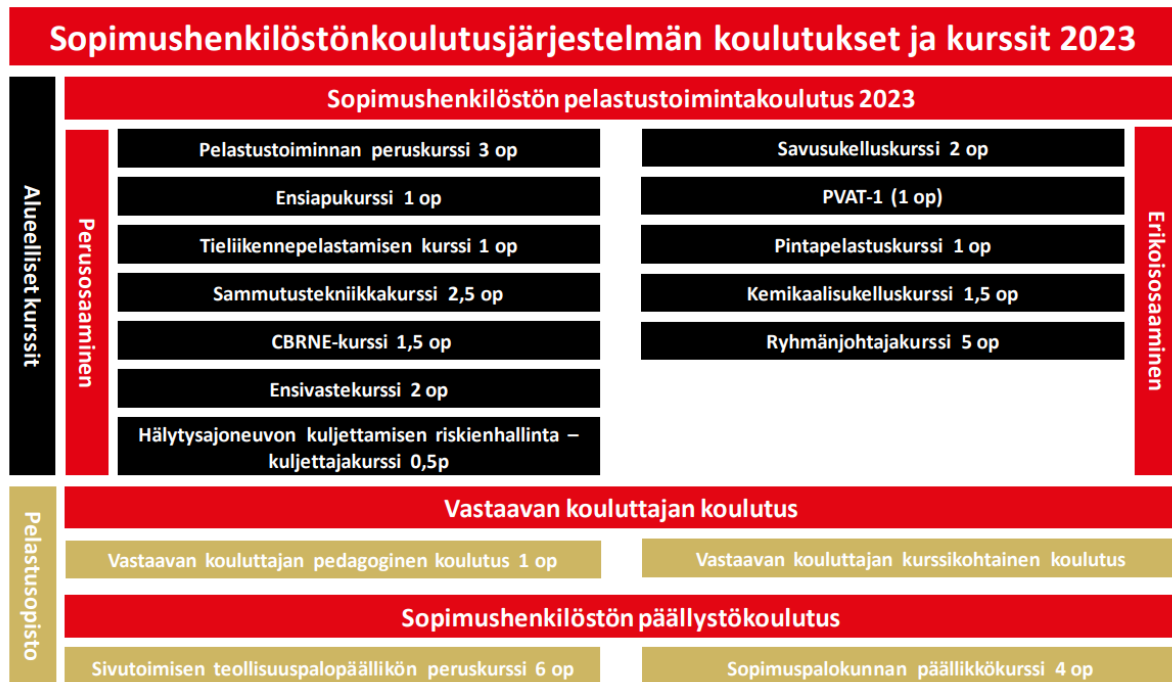 Sopimushenkilöstönkoulutusjärjestelmän koulutukset ja kurssit 2023
Alueelliset kurssit
Sopimushenkilöstön pelastustoimintakoulutus 2023
Perusosaaminen
Pelastustoiminnan peruskurssi 3 op
Ensiapukurssi 1 op
Tieliikennepelastamisen kurssi 1 op
Sammutustekniikkakurssi 2,5 op
CBRNE-kurssi 1,5 op
Ensivastekurssi 2 op
Hälytysajoneuvon kuljettamisen riskienhallinta –
kuljettajakurssi 0,5p
Savusukelluskurssi 2 op
PVAT-1 (1 op)
Pintapelastuskurssi 1 op
Kemikaalisukelluskurssi 1,5 op
Ryhmänjohtajakurssi 5 op
Erikoisosaaminen
Pelastusopisto
Vastaavan kouluttajan koulutus
Vastaavan kouluttajan pedagoginen koulutus 1 op
Vastaavan kouluttajan kurssikohtainen koulutus
Sopimushenkilöstön päällystökoulutus
Sivutoimisen teollisuuspalopäällikön peruskurssi 6 op
Sopimuspalokunnan päällikkökurssi 4 op